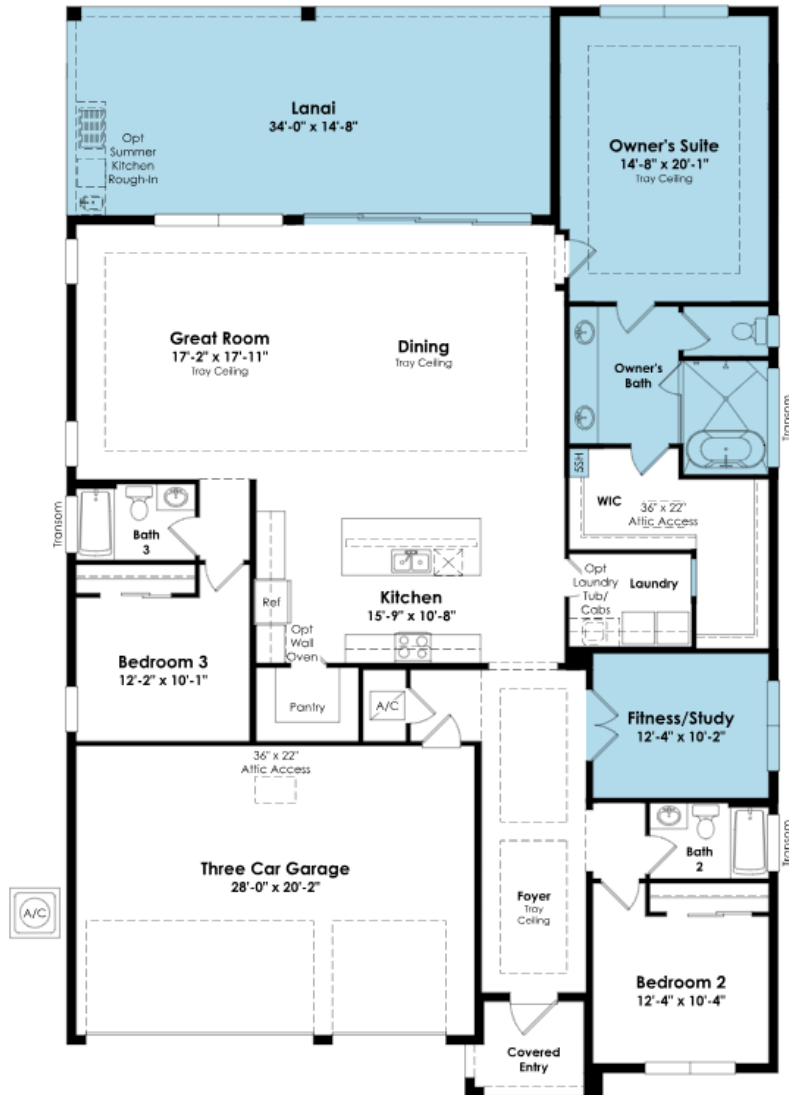 Lanai
34'-0" x 14'-8"
Opt
Summer
Kitchen
Rough-In
Owner's Suite
14'-8" x 20'-1"
Tray Ceiling
Great Room
17'-2" x 17'-11"
Tray Ceiling
Dining
Tray Ceiling
Owner's
Bath
Transom
SSH
WIC
36" x 22"
Attic Access
Transom
Bath
3
Opt
Laundry
Tub/
Cabs
Laundry
Kitchen
15'-9" x 10'-8"
Ref
Opt
Wall
Oven
Bedroom 3
12'-2" x 10'-1"
Pantry
A/C
Fitness/Study
12'-4" x 10'-2"
36" x 22"
Attic Access
Three Car Garage
28'-0" x 20'-2"
Bath
2
Transom
A/C
Foyer
Tray
Ceiling
Bedroom 2
12'-4" x 10'-4"
Covered
Entry